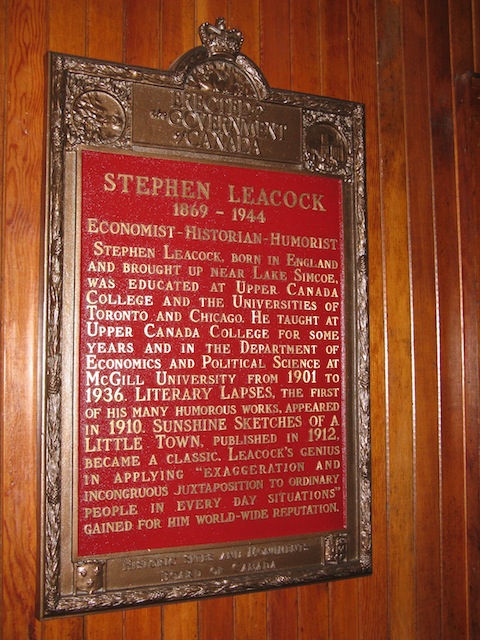 ERECTED BY
THE GOVERNMENT
OF CANADA
STEPHEN LEACOCK
1869 - 1944
ECONOMIST-HISTORIAN-HUMORIST
STEPHEN LEACOCK, BORN IN ENGLAND
AND BROUGHT UP NEAR LAKE SIMCOE,
WAS EDUCATED AT UPPER CANADA
COLLEGE AND THE UNIVERSITIES OF
TORONTO AND CHICAGO. HE TAUGHT AT
UPPER CANADA COLLEGE FOR SOME
YEARS AND IN THE DEPARTMENT OF
ECONOMICS AND POLITICAL SCIENCE AT
MCGILL UNIVERSITY FROM 1901 TO
1936. LITERARY LAPSES, THE FIRST
OF HIS MANY HUMOROUS WORKS, APPEARED
IN 1910. SUNSHINE SKETCHES OF A
LITTLE TOWN, PUBLISHED IN 1912,
BECAME A CLASSIC. LEACOCK'S GENIUS
IN APPLYING "EXAGGERATION AND
INCONGRUOUS JUXTAPOSITION TO ORDINARY
PEOPLE IN EVERY DAY SITUATIONS"
GAINED FOR HIM WORLD-WIDE REPUTATION.
HISTORIC SITES AND MONUMENTS
BOARD OF CANADA